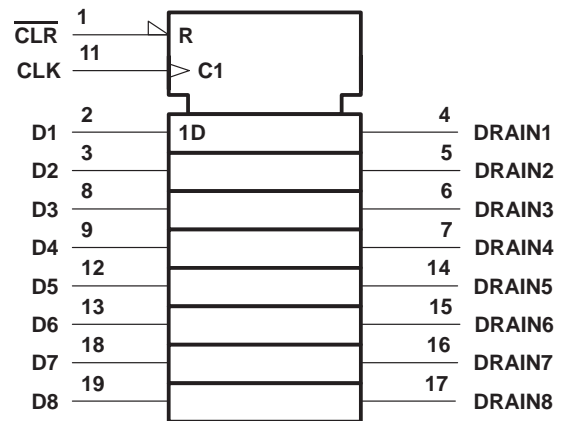 CLR 1 R
CLK 11 C1
D1 2 1D 4 DRAIN1
D2 3 5 DRAIN2
D3 8 6 DRAIN3
D4 9 7 DRAIN4
D5 12 14 DRAIN5
D6 13 15 DRAIN6
D7 18 16 DRAIN7
D8 19 17 DRAIN8